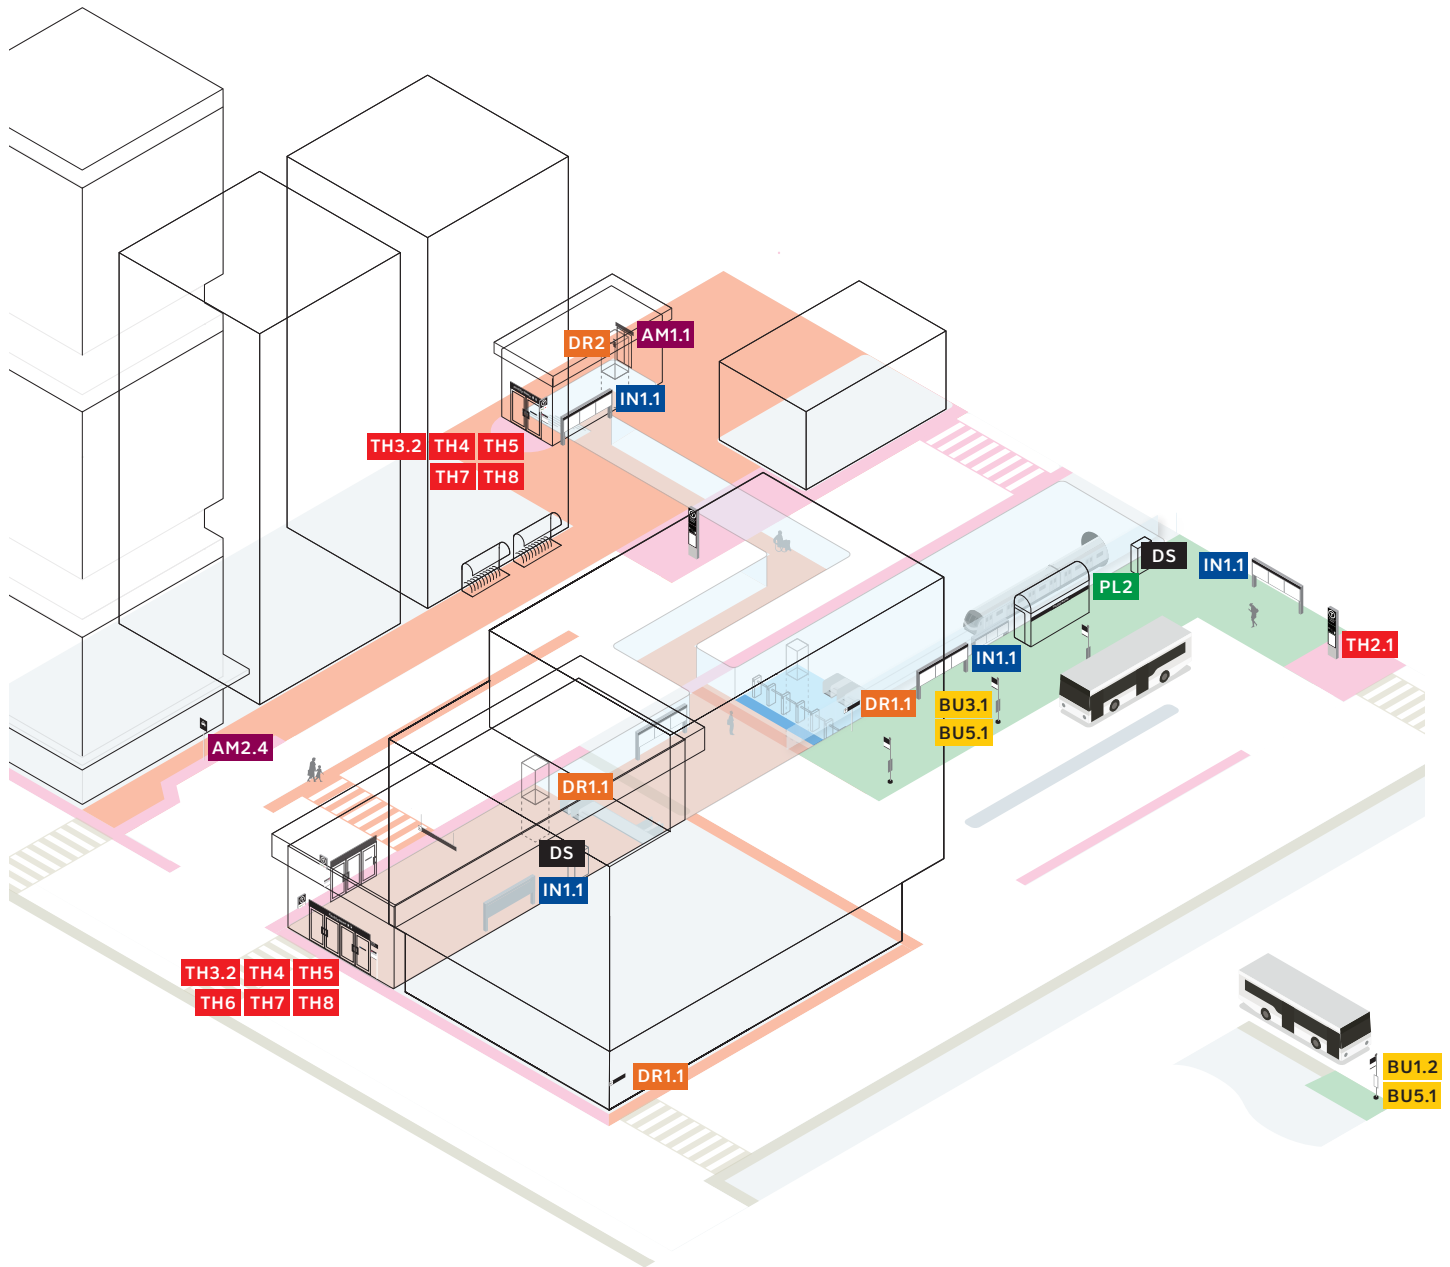 DR2 AM1.1
IN1.1
TH3.2 TH4 TH5
TH7 TH8
DS
IN1.1
PL2
TH2.1
IN1.1
DR1.1
BU3.1
BU5.1
AM2.4
DR1.1
DS
IN1.1
TH3.2 TH4 TH5
TH6 TH7 TH8
DR1.1
BU1.2
BU5.1